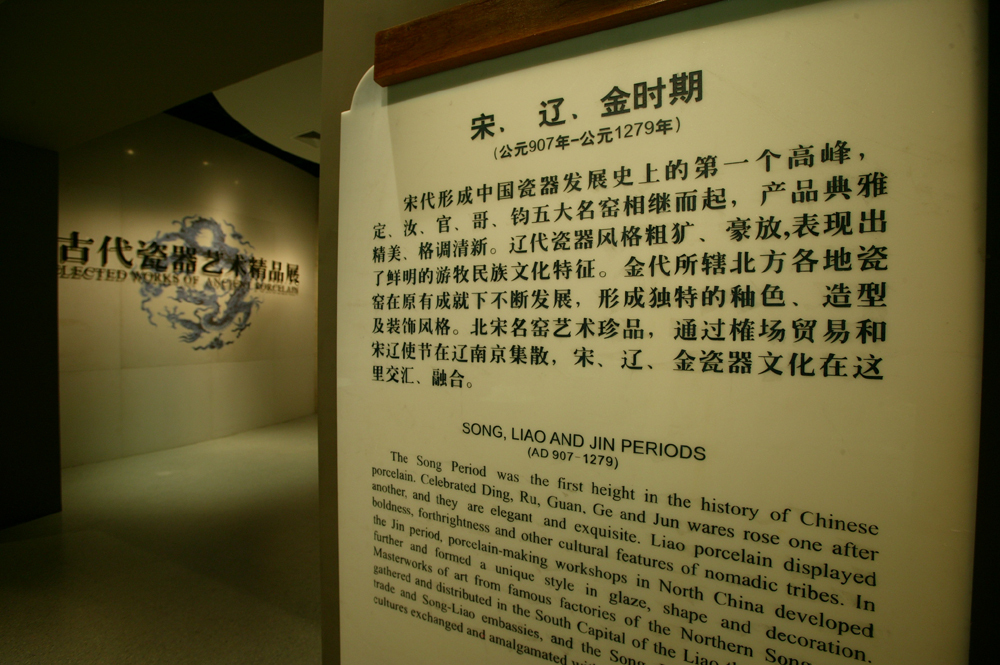 古代瓷器艺术精品展
LECTED WORKS OF ANCIENT PORCELAIN
宋、辽、金时期
(公元907年-公元1279年)
宋代形成中国瓷器发展史上的第一个高峰，
定、汝、官、哥、钧五大名窑相继而起，产品典雅
精美、格调清新。辽代瓷器风格粗犷、豪放,表现出
了鲜明的游牧民族文化特征。金代所辖北方各地瓷
窑在原有成就下不断发展，形成独特的釉色、造型
及装饰风格。北宋名窑艺术珍品，通过榷场贸易和
宋辽使节在辽南京集散，宋、辽、金瓷器文化在这
里交汇、融合。
SONG, LIAO AND JIN PERIODS
(AD 907-1279)
The Song Period was the first height in the history of Chinese
porcelain. Celebrated Ding, Ru, Guan, Ge and Jun wares rose one after
another, and they are elegant and exquisite. Liao porcelain displayed
boldness, forthrightness and other cultural features of nomadic tribes. In
the Jin period, porcelain-making workshops in North China developed
further and formed a unique style in glaze, shape and decoration.
Masterworks of art from famous factories of the Northern Song
gathered and distributed in the South Capital of the Liao
trade and Song-Liao embassies, and the Song
cultures exchanged and amalgamated